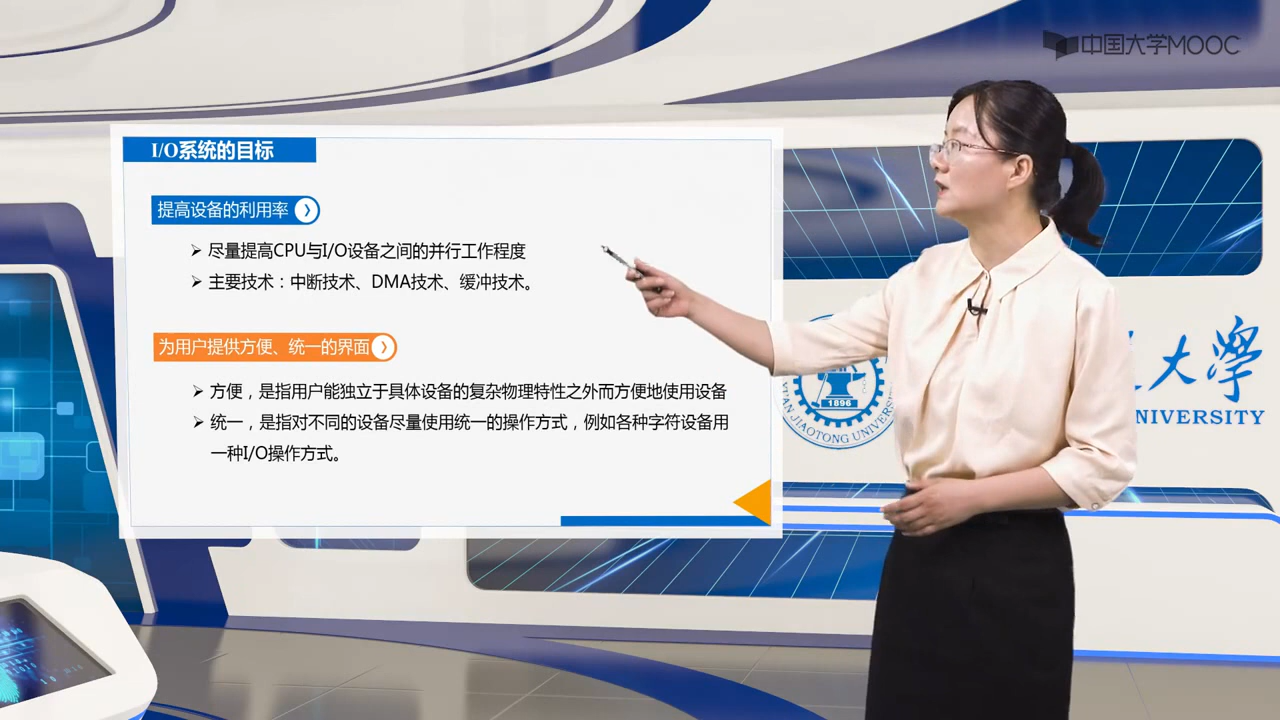 中国大学MOOC
I/O系统的目标
提高设备的利用率
尽量提高CPU与I/O设备之间的并行工作程度
主要技术：中断技术、DMA技术、缓冲技术。
为用户提供方便、统一的界面
方便，是指用户能独立于具体设备的复杂物理特性之外而方便地使用设备
统一，是指对不同的设备尽量使用统一的操作方式，例如各种字符设备用
一种I/O操作方式。
1896
JIAOTONG UNIVERSI
大学
NIVERSITY